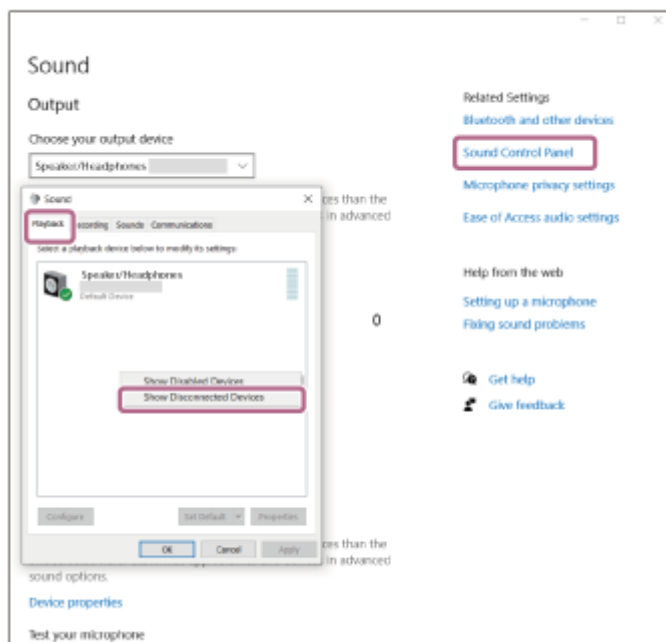 Sound
Output
Choose your output device
Speaker/Headphones
Sound
Playback
ecording
Sounds
Communications
Select a playback device below to modify its settings:
Speaker/Headphones
Default Device
Show Disabled Devices
Show Disconnected Devices
Configure
Set Default
Properties
OK
Cancel
Apply
ces than the
in advanced
0
ces than the
in advanced
sound options.
Device properties
Test your microphone
Related Settings
Bluetooth and other devices
Sound Control Panel
Microphone privacy settings
Ease of Access audio settings
Help from the web
Setting up a microphone
Fixing sound problems
Get help
Give feedback